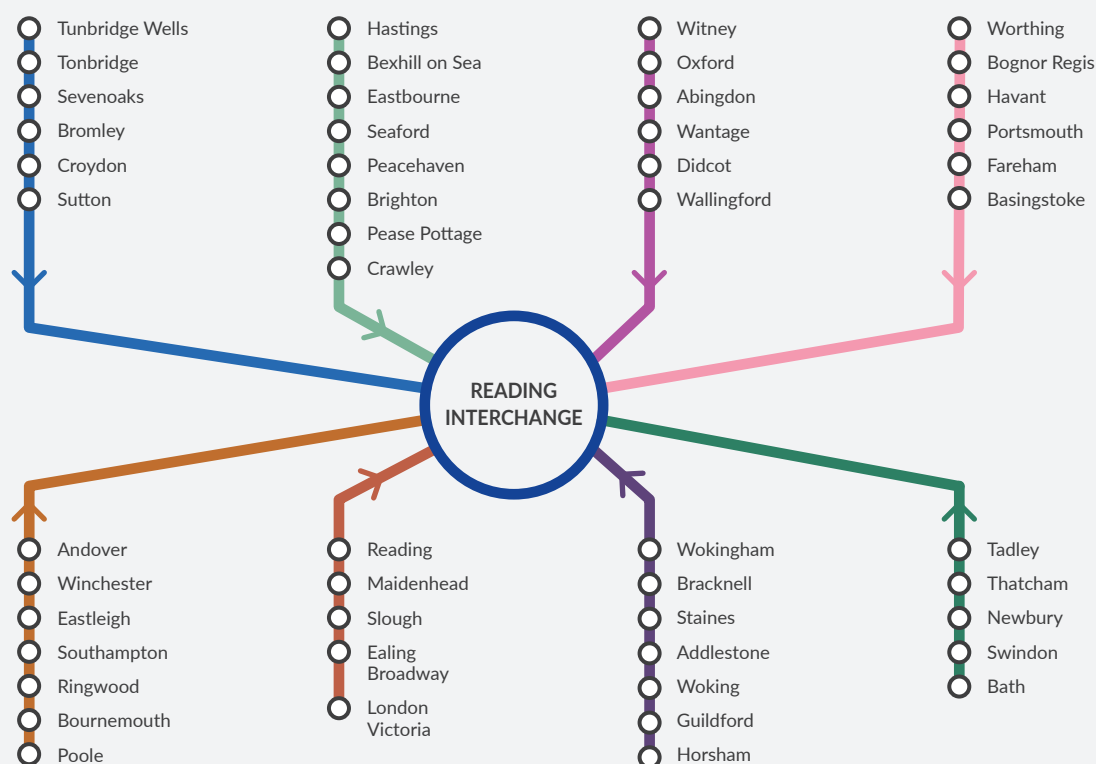 Tunbridge Wells
Tonbridge
Sevenoaks
Bromley
Croydon
Sutton
Hastings
Bexhill on Sea
Eastbourne
Seaford
Peacehaven
Brighton
Pease Pottage
Crawley
Witney
Oxford
Abingdon
Wantage
Didcot
Wallingford
Worthing
Bognor Regis
Havant
Portsmouth
Fareham
Basingstoke
READING
INTERCHANGE
Andover
Winchester
Eastleigh
Southampton
Ringwood
Bournemouth
Poole
Reading
Maidenhead
Slough
Ealing
Broadway
London
Victoria
Wokingham
Bracknell
Staines
Addlestone
Woking
Guildford
Horsham
Tadley
Thatcham
Newbury
Swindon
Bath